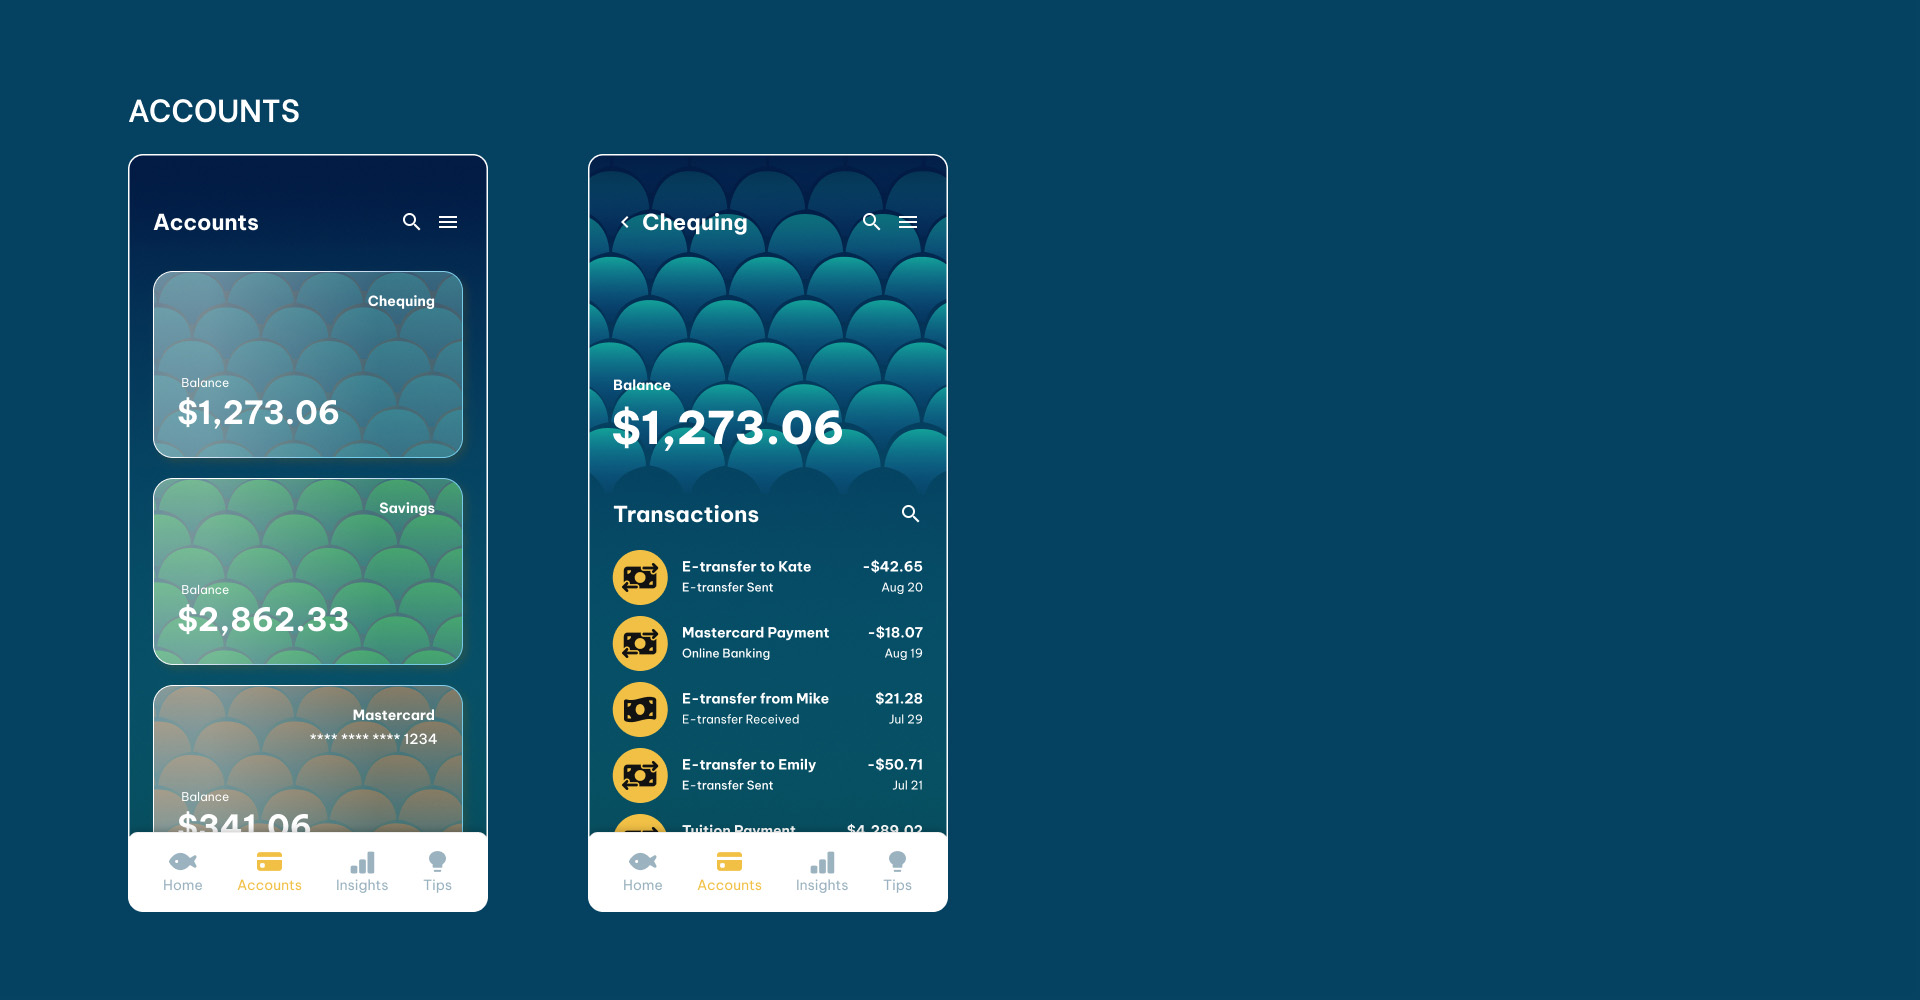 ACCOUNTS
Accounts
Chequing
Balance
$1,273.06
Savings
Balance
$2,862.33
Mastercard
**** **** **** 1234
Balance
$341.06
Home Accounts Insights Tips
Chequing
Balance
$1,273.06
Transactions
E-transfer to Kate -$42.65
E-transfer Sent Aug 20
Mastercard Payment -$18.07
Online Banking Aug 19
E-transfer from Mike $21.28
E-transfer Received Jul 29
E-transfer to Emily -$50.71
E-transfer Sent Jul 21
Tuition Payment $4,289.02
Home Accounts Insights Tips